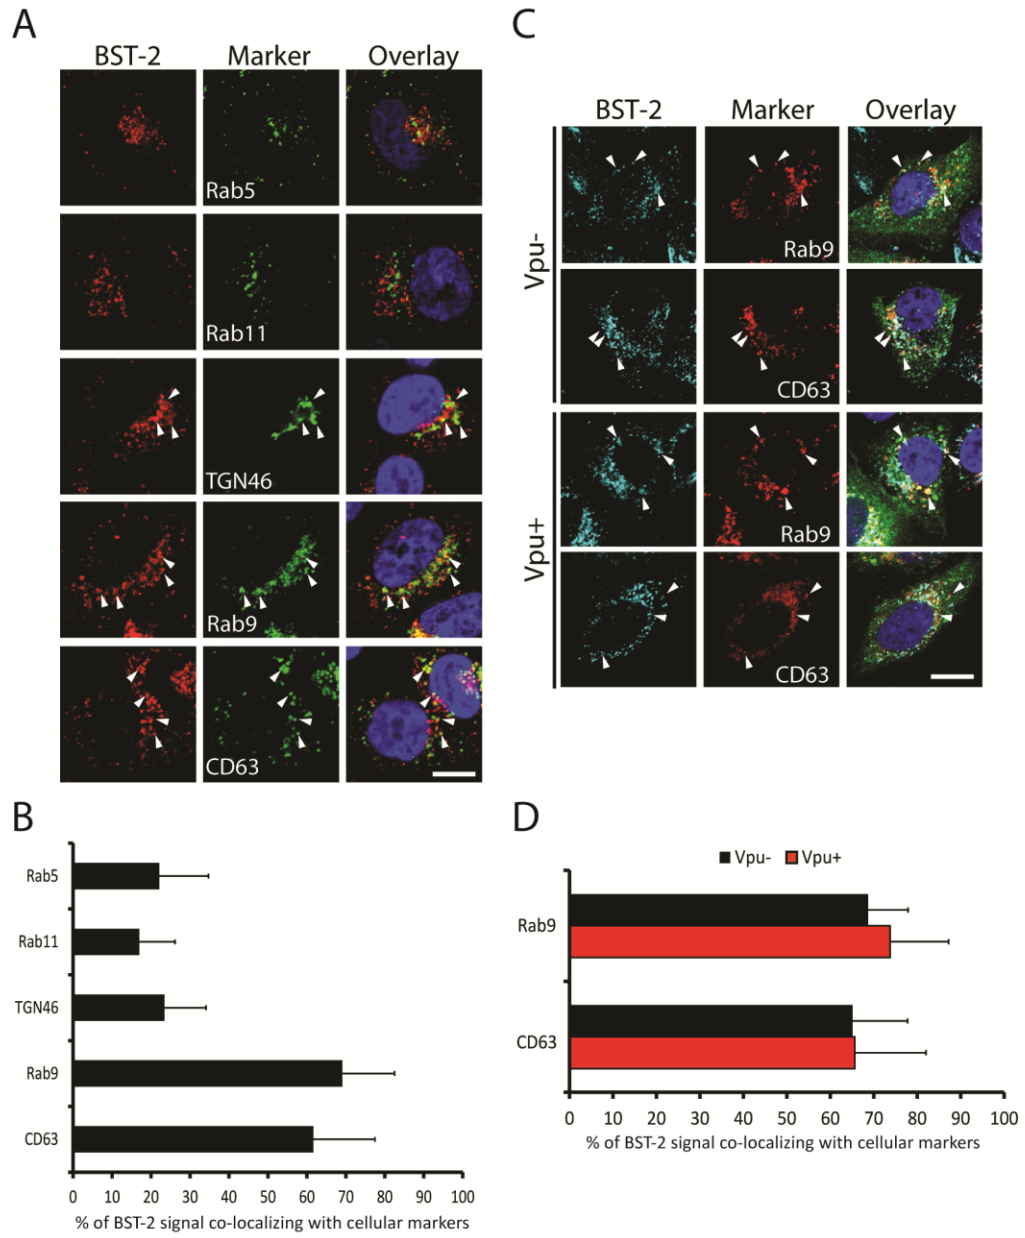 A
BST-2 Marker Overlay
Rab5
Rab11
TGN46
Rab9
CD63
B
Rab5
Rab11
TGN46
Rab9
CD63
0 10 20 30 40 50 60 70 80 90 100
% of BST-2 signal co-localizing with cellular markers
C
BST-2 Marker Overlay
Vpu-
Rab9
CD63
Vpu+
Rab9
CD63
D
Vpu- Vpu+
Rab9
CD63
0 10 20 30 40 50 60 70 80 90 100
% of BST-2 signal co-localizing with cellular markers